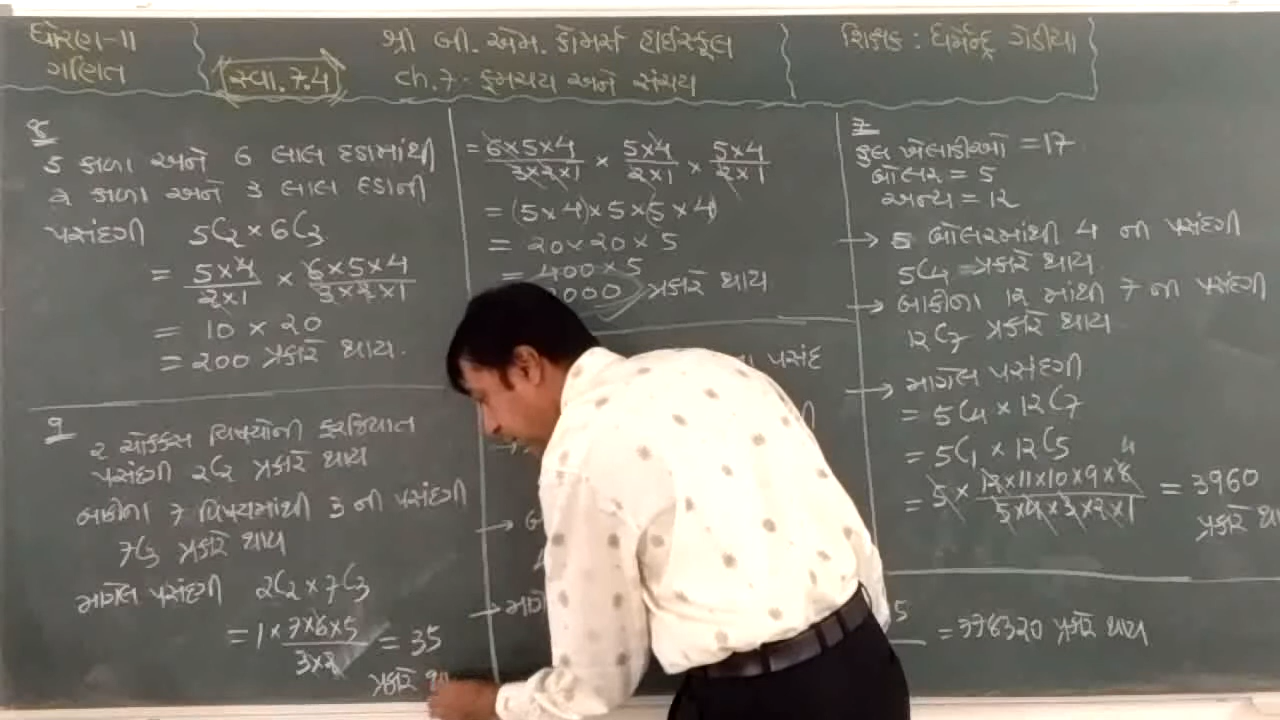 ધોરણ-11
ગણિત
સ્વા.7.4
શ્રી બી. એમ. કોમર્સ હાઈસ્કૂલ
ch.7 - ક્રમચય અને સંચય
શિક્ષક : ધર્મેન્દ્ર ગેડીયા
8
5 કાળા અને 6 લાલ દડામાંથી
2 કાળા અને 3 લાલ દડાની
પસંદગી 5C2 × 6C3
= 5×4/2×1 × 6×5×4/3×2×1
= 10 × 20
= 200 પ્રકારે થાય.
9
2 ચોક્કસ વિષયોની ફરજિયાત
પસંદગી 2C2 પ્રકારે થાય
બાકીના 7 વિષયમાંથી 3 ની પસંદગી
7C3 પ્રકારે થાય
માગેલ પસંદગી 2C2 × 7C3
= 1 × 7×6×5/3×2 = 35
પ્રકારે
= 6×5×4/3×2×1 × 5×4/2×1 × 5×4/2×1
= (5×4)×5×(5×4)
= 20×20×5
= 400×5
2000 પ્રકારે થાય
પસંદ
7
કુલ ખેલાડીઓ = 17
બોલર = 5
અન્ય = 12
→ 5 બોલરમાંથી 4 ની પસંદગી
5C4 પ્રકારે થાય.
→ બાકીના 12 માંથી 7 ની પસંદગી
12C7 પ્રકારે થાય
→ માગેલ પસંદગી
= 5C4 × 12C7
= 5C1 × 12C5
= 5 × 12×11×10×9×8/5×4×3×2×1 = 3960
પ્રકારે
5 = 778320 પ્રકારે થાય